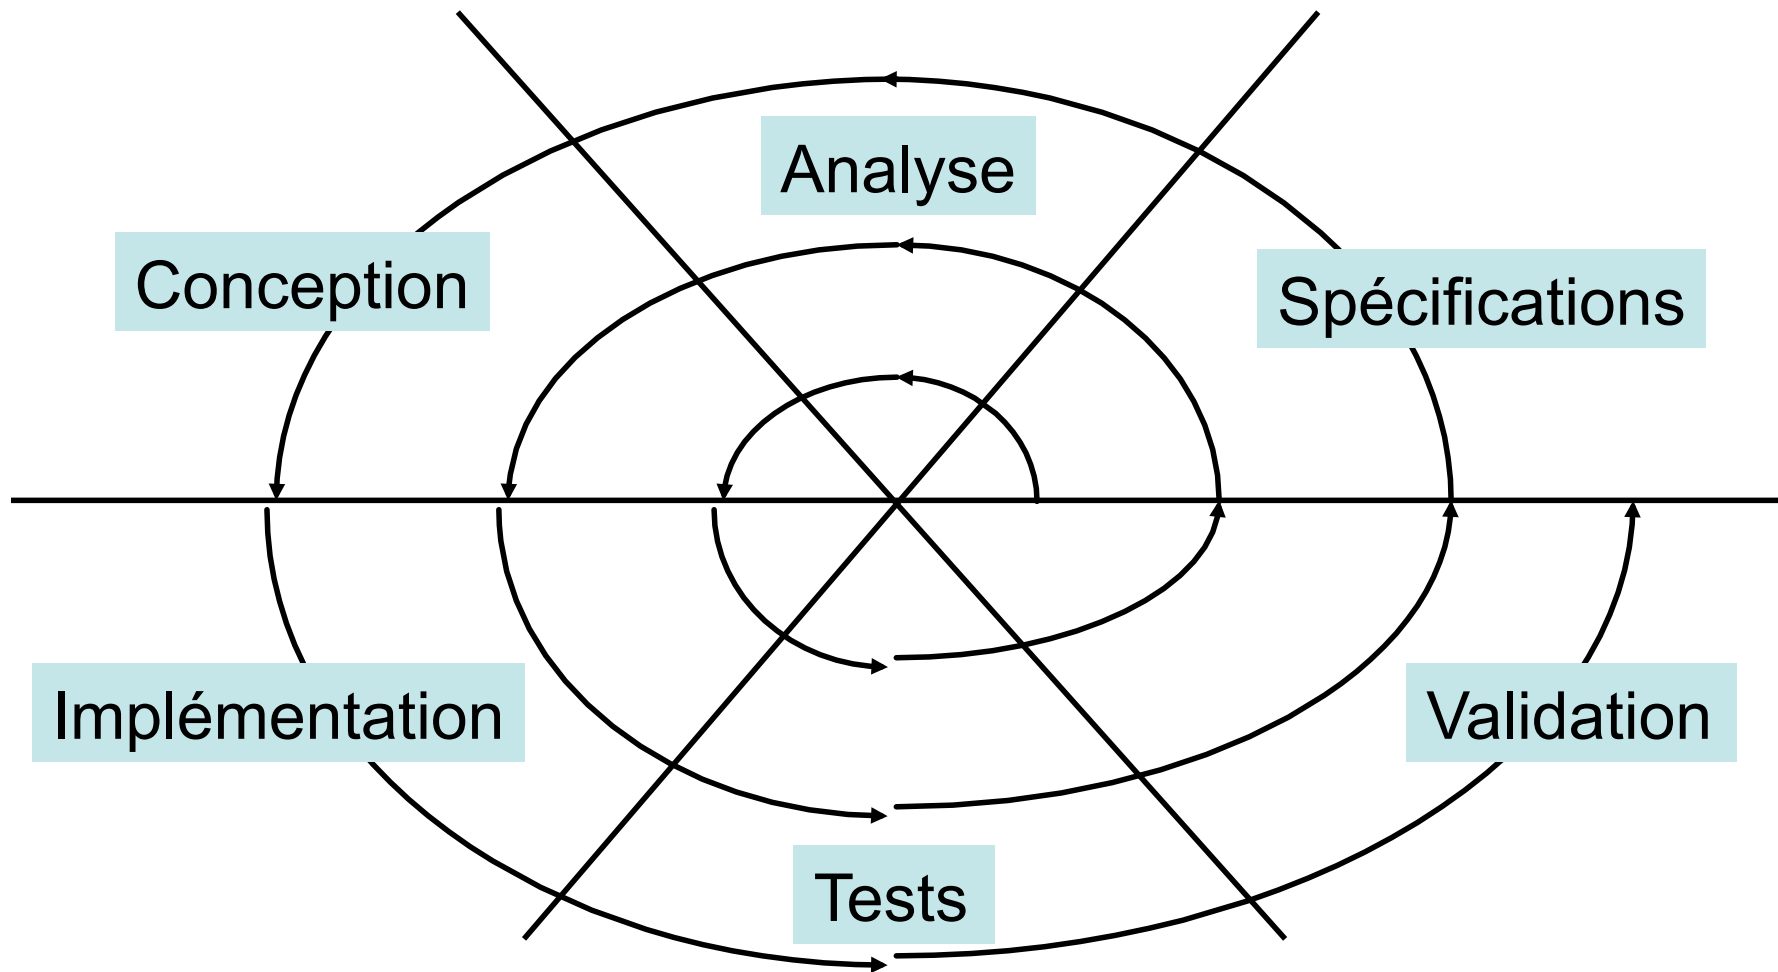 Analyse
Conception
Spécifications
Implémentation
Validation
Tests